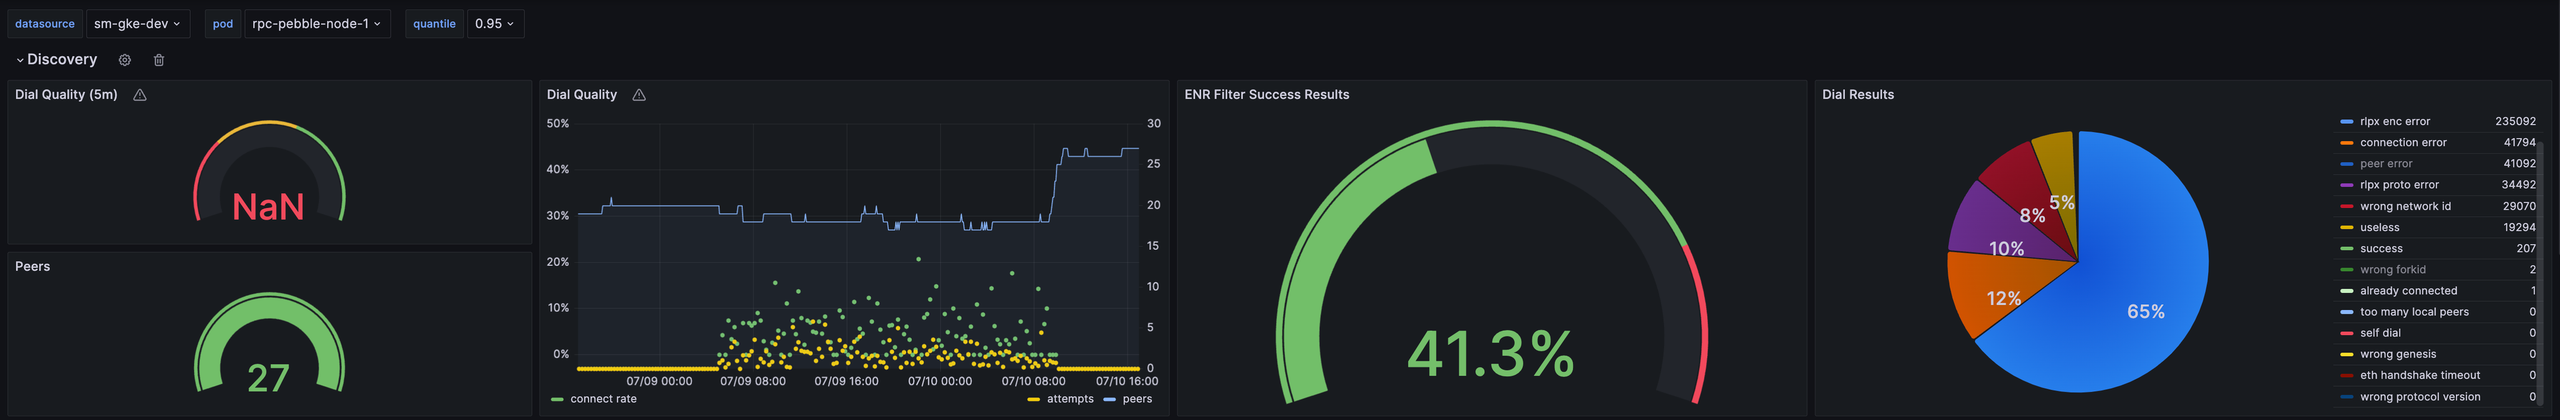 datasource sm-gke-dev pod rpc-pebble-node-1 quantile 0.95
Discovery
Dial Quality (5m)
NaN
Peers
27
Dial Quality
50% 30
40% 25
30% 20
15
20%
10
10%
5
0%
0
07/09 00:00 07/09 08:00 07/09 16:00 07/10 00:00 07/10 08:00 07/10 16:00
connect rate attempts peers
ENR Filter Success Results
41.3%
Dial Results
5%
8%
10%
12%
65%
rlpx enc error 235092
connection error 41794
peer error 41092
rlpx proto error 34492
wrong network id 29070
useless 19294
success 207
wrong forkid 2
already connected 1
too many local peers 0
self dial 0
wrong genesis 0
eth handshake timeout 0
wrong protocol version 0